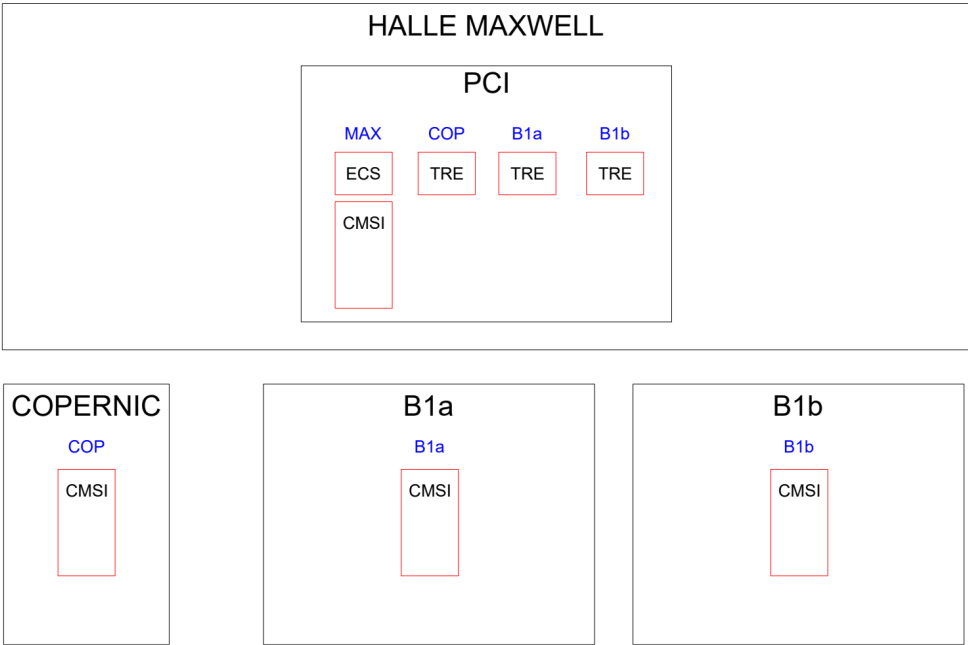 HALLE MAXWELL
PCI
MAX COP B1a B1b
ECS TRE TRE TRE
CMSI
COPERNIC B1a B1b
COP B1a B1b
CMSI CMSI CMSI